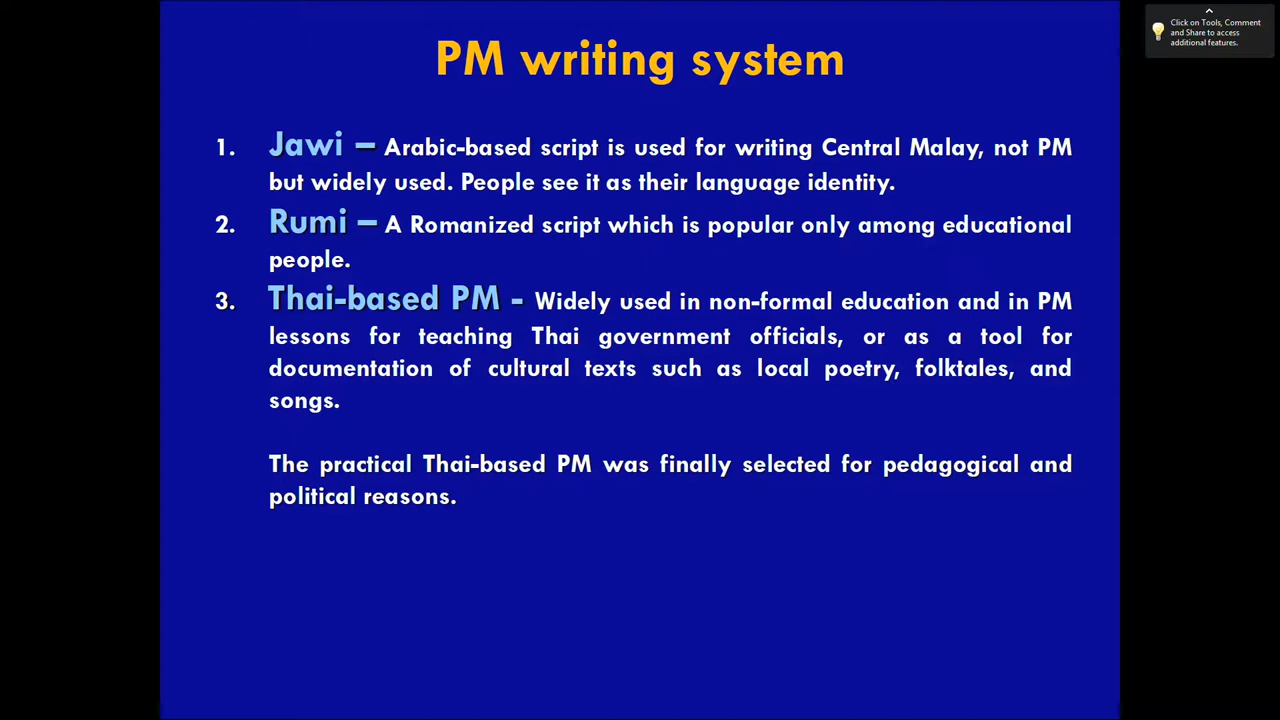 PM writing system
1. Jawi – Arabic-based script is used for writing Central Malay, not PM
but widely used. People see it as their language identity.
2. Rumi – A Romanized script which is popular only among educational
people.
3. Thai-based PM - Widely used in non-formal education and in PM
lessons for teaching Thai government officials, or as a tool for
documentation of cultural texts such as local poetry, folktales, and
songs.
The practical Thai-based PM was finally selected for pedagogical and
political reasons.
Click on Tools, Comment
and Share to access
additional features.